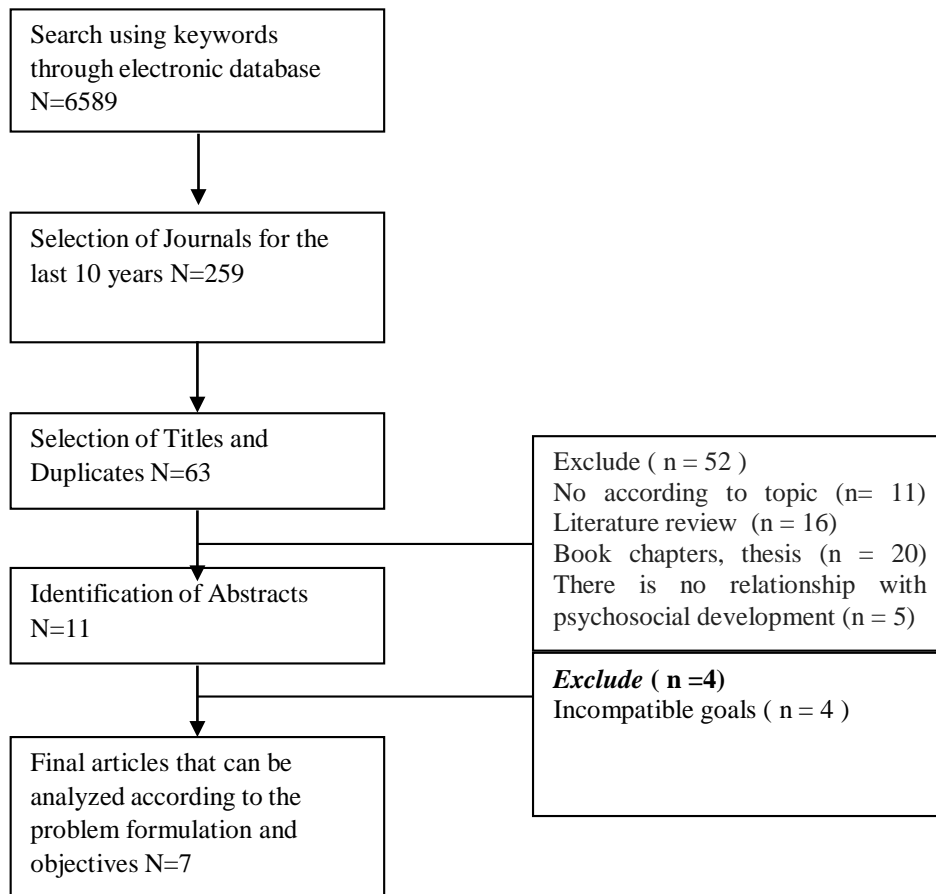 Search using keywords
through electronic database
N=6589
Selection of Journals for the
last 10 years N=259
Selection of Titles and
Duplicates N=63
Exclude ( n = 52 )
No according to topic (n= 11)
Literature review (n = 16)
Book chapters, thesis (n = 20)
There is no relationship with
psychosocial development (n = 5)
Identification of Abstracts
N=11
Exclude ( n =4)
Incompatible goals ( n = 4 )
Final articles that can be
analyzed according to the
problem formulation and
objectives N=7